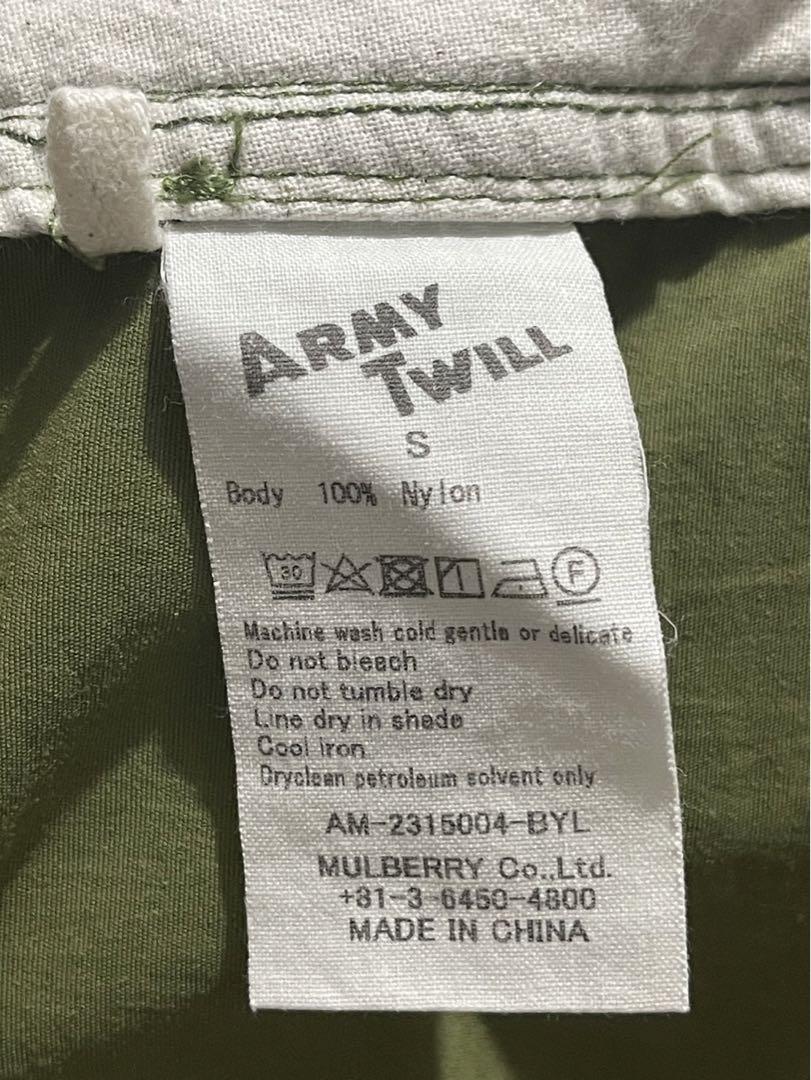 ARMY
TWILL
S
Body 100% Nylon
30 F
Machine wash cold gentle or delicate
Do not bleach
Do not tumble dry
Line dry in shade
Cool iron
Dryclean petroleum solvent only
AM-2315004-BYL
MULBERRY Co.,Ltd.
+81-3-6450-4800
MADE IN CHINA